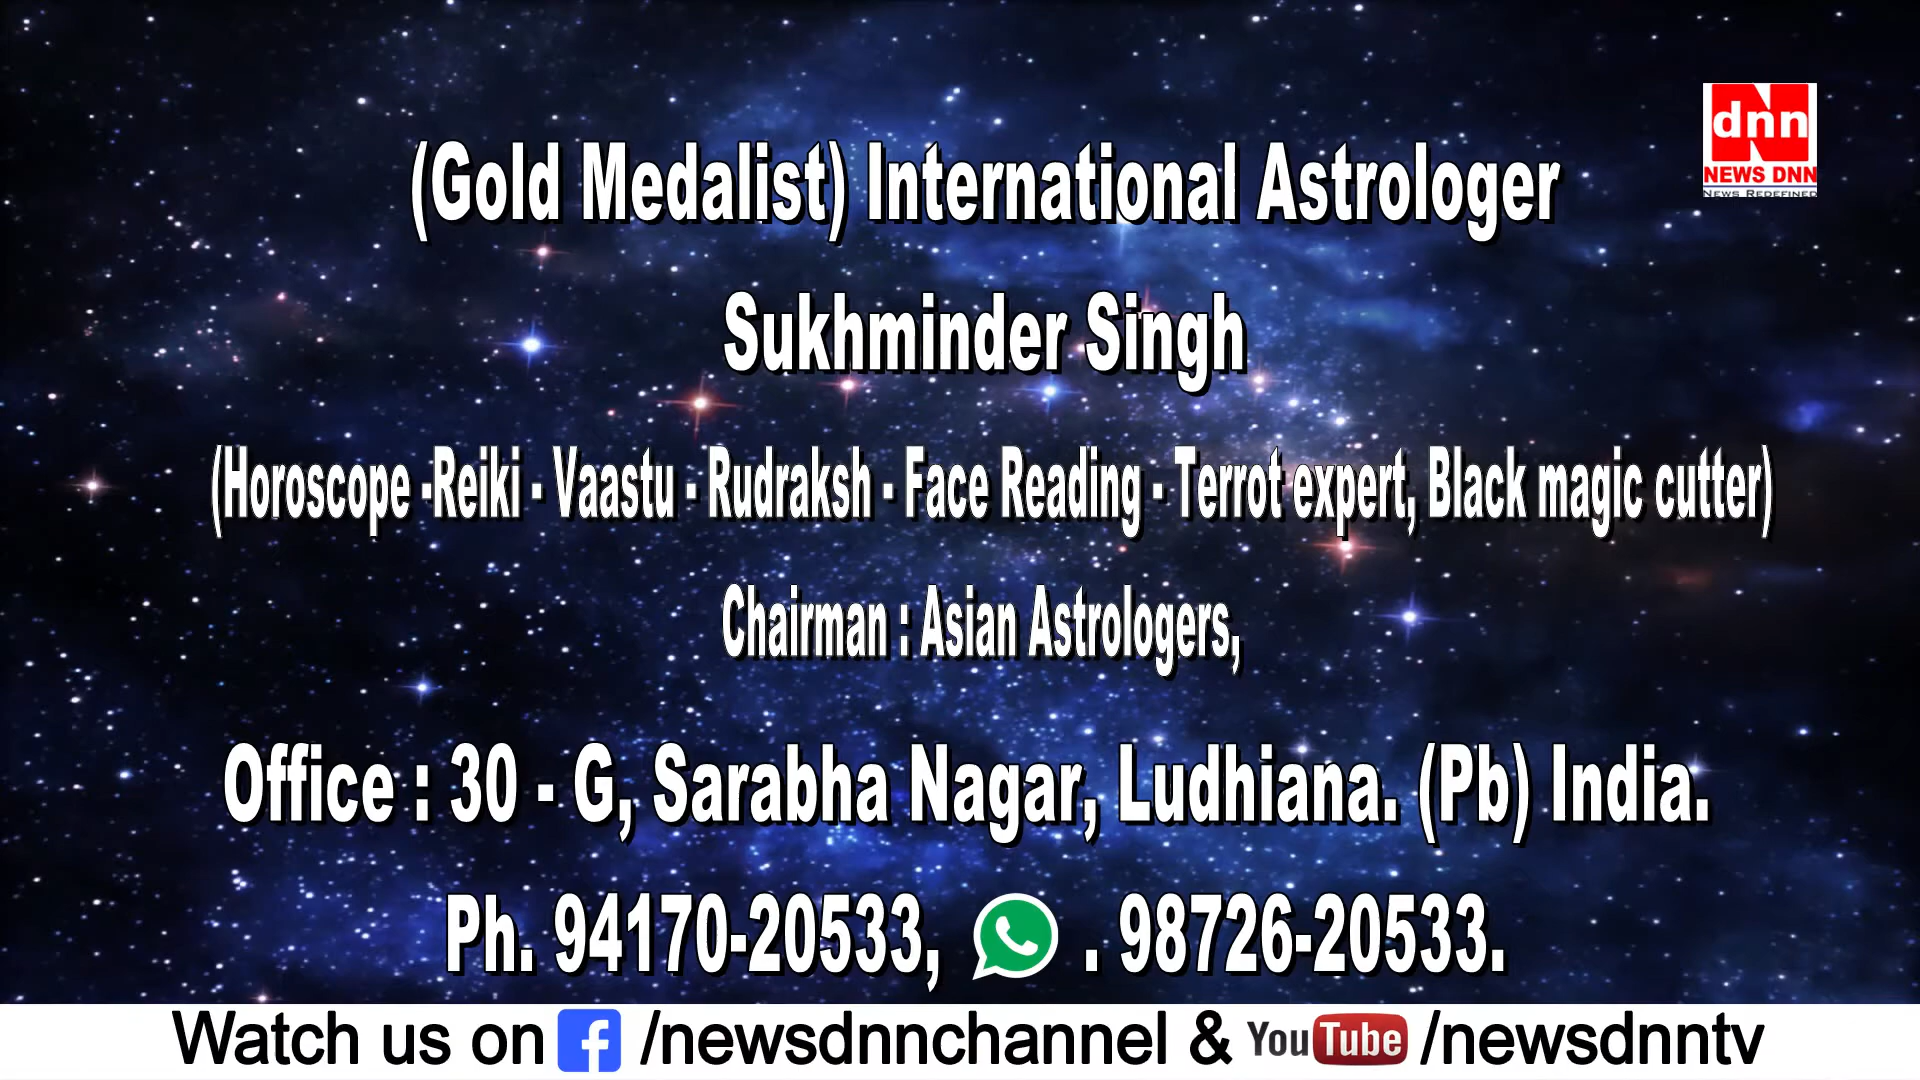 dnn
NEWS DNN
NEWS REDEFINED
(Gold Medalist) International Astrologer
Sukhminder Singh
(Horoscope -Reiki - Vaastu - Rudraksh - Face Reading - Terrot expert, Black magic cutter)
Chairman : Asian Astrologers,
Office : 30 - G, Sarabha Nagar, Ludhiana. (Pb) India.
Ph. 94170-20533, . 98726-20533.
Watch us on f /newsdnnchannel & YouTube /newsdnntv